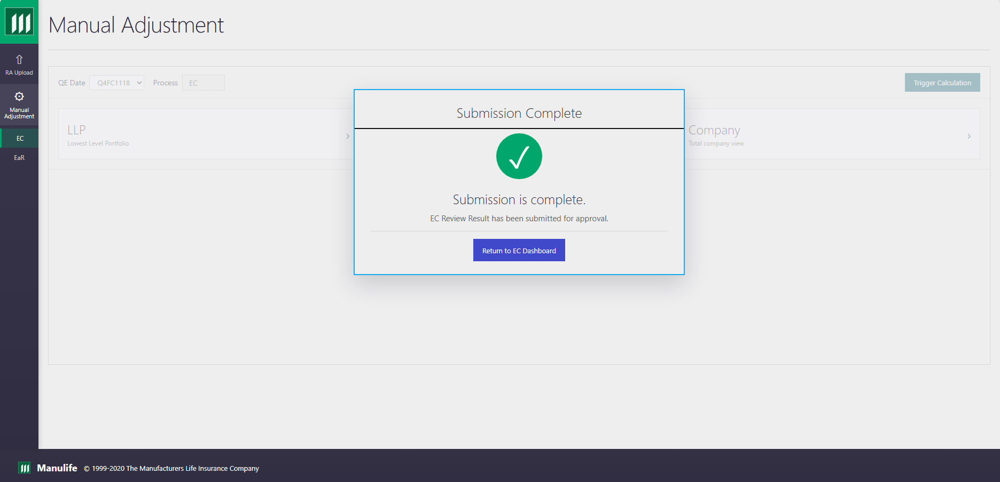 Manual Adjustment
RA Upload
Manual
Adjustment
EC
EaR
QE Date
Q4FC1118
Process
EC
Trigger Calculation
LLP
Lowest Level Portfolio
Company
Total company view
Submission Complete
Submission is complete.
EC Review Result has been submitted for approval.
Return to EC Dashboard
Manulife
© 1999-2020 The Manufacturers Life Insurance Company